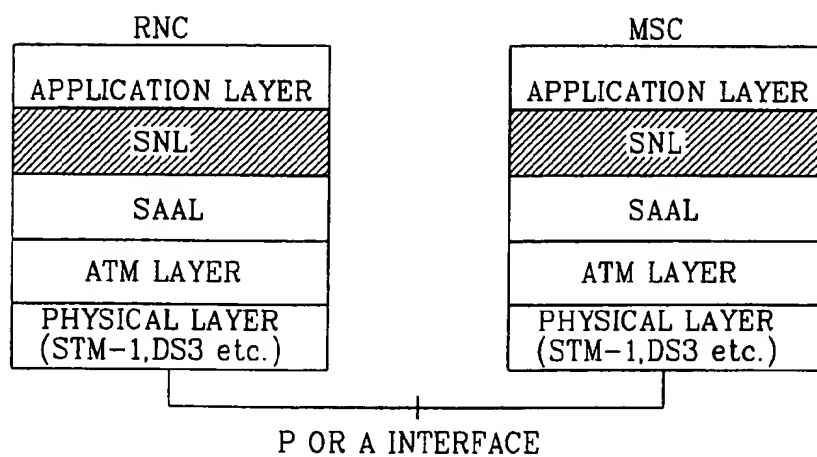 RNC
APPLICATION LAYER
SNL
SAAL
ATM LAYER
PHYSICAL LAYER
(STM-1,DS3 etc.)
MSC
APPLICATION LAYER
SNL
SAAL
ATM LAYER
PHYSICAL LAYER
(STM-1,DS3 etc.)
P OR A INTERFACE